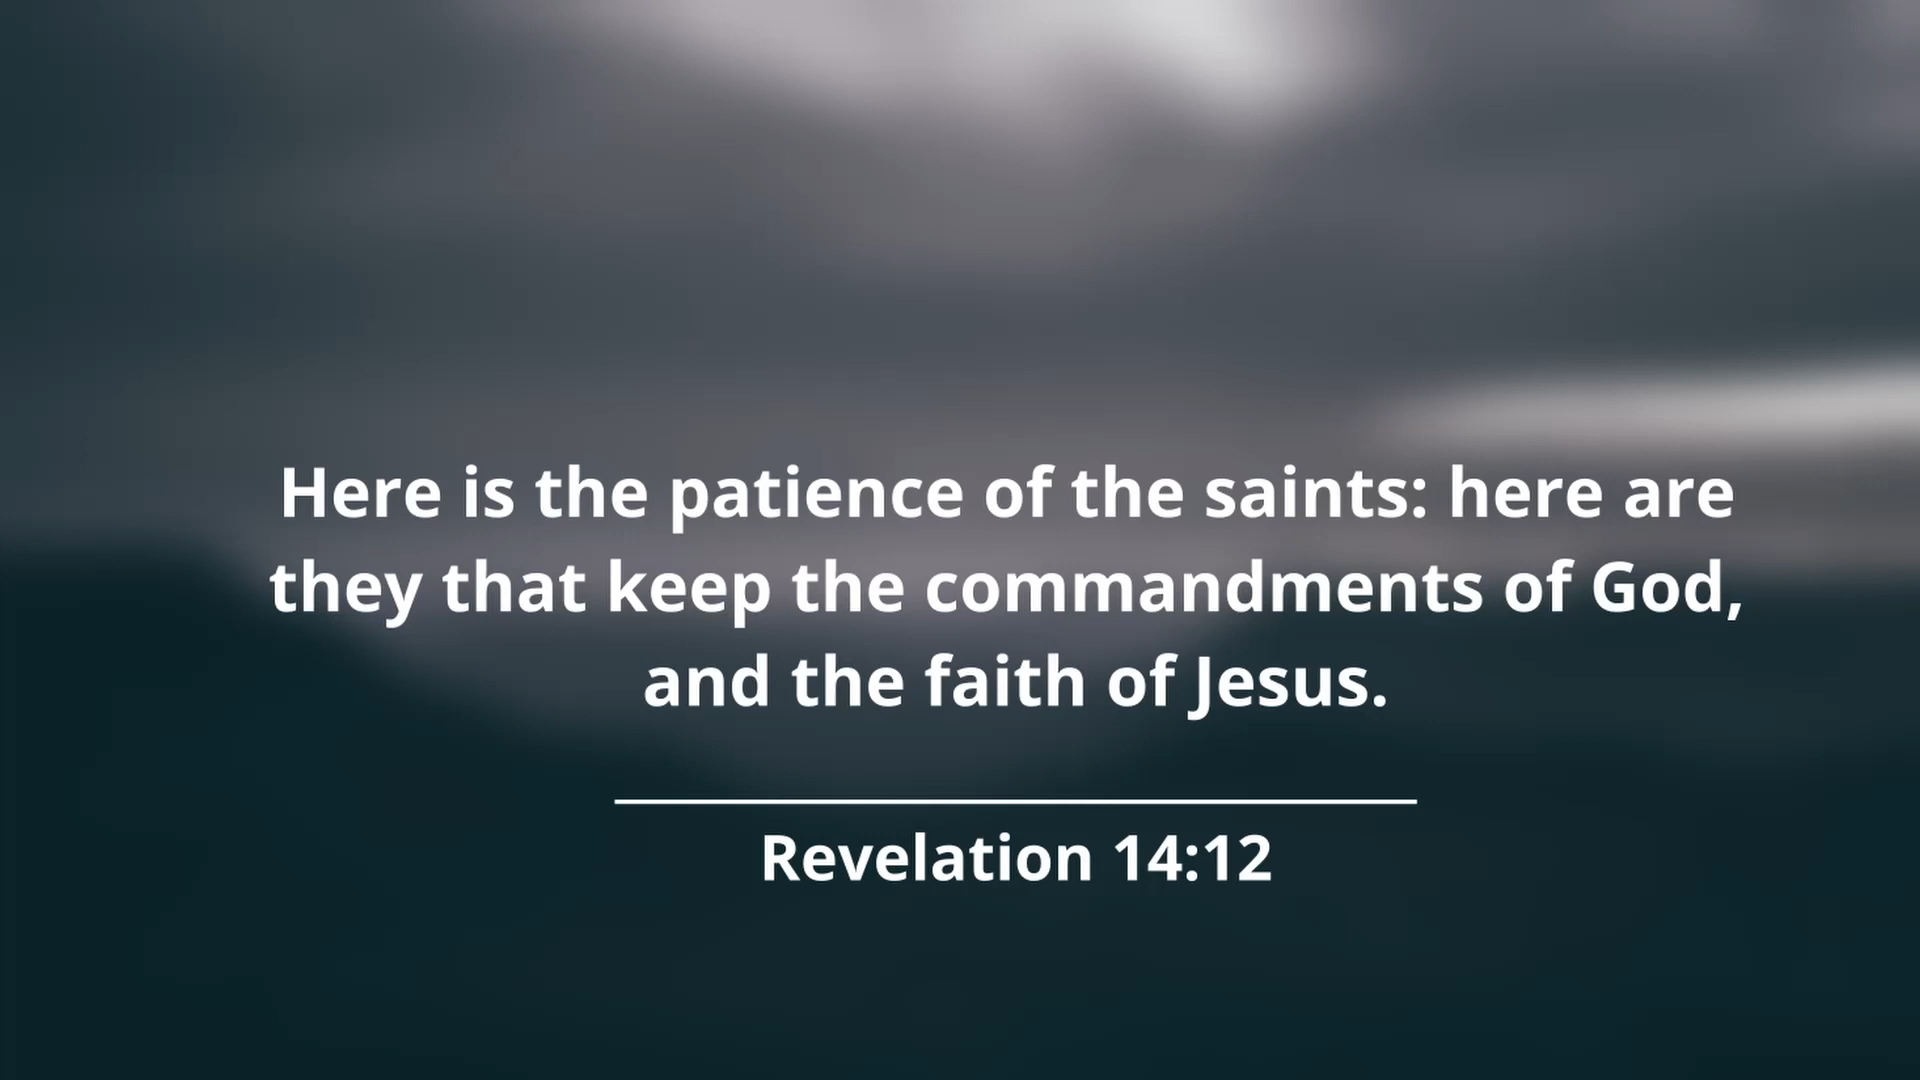 Here is the patience of the saints: here are
they that keep the commandments of God,
and the faith of Jesus.
Revelation 14:12